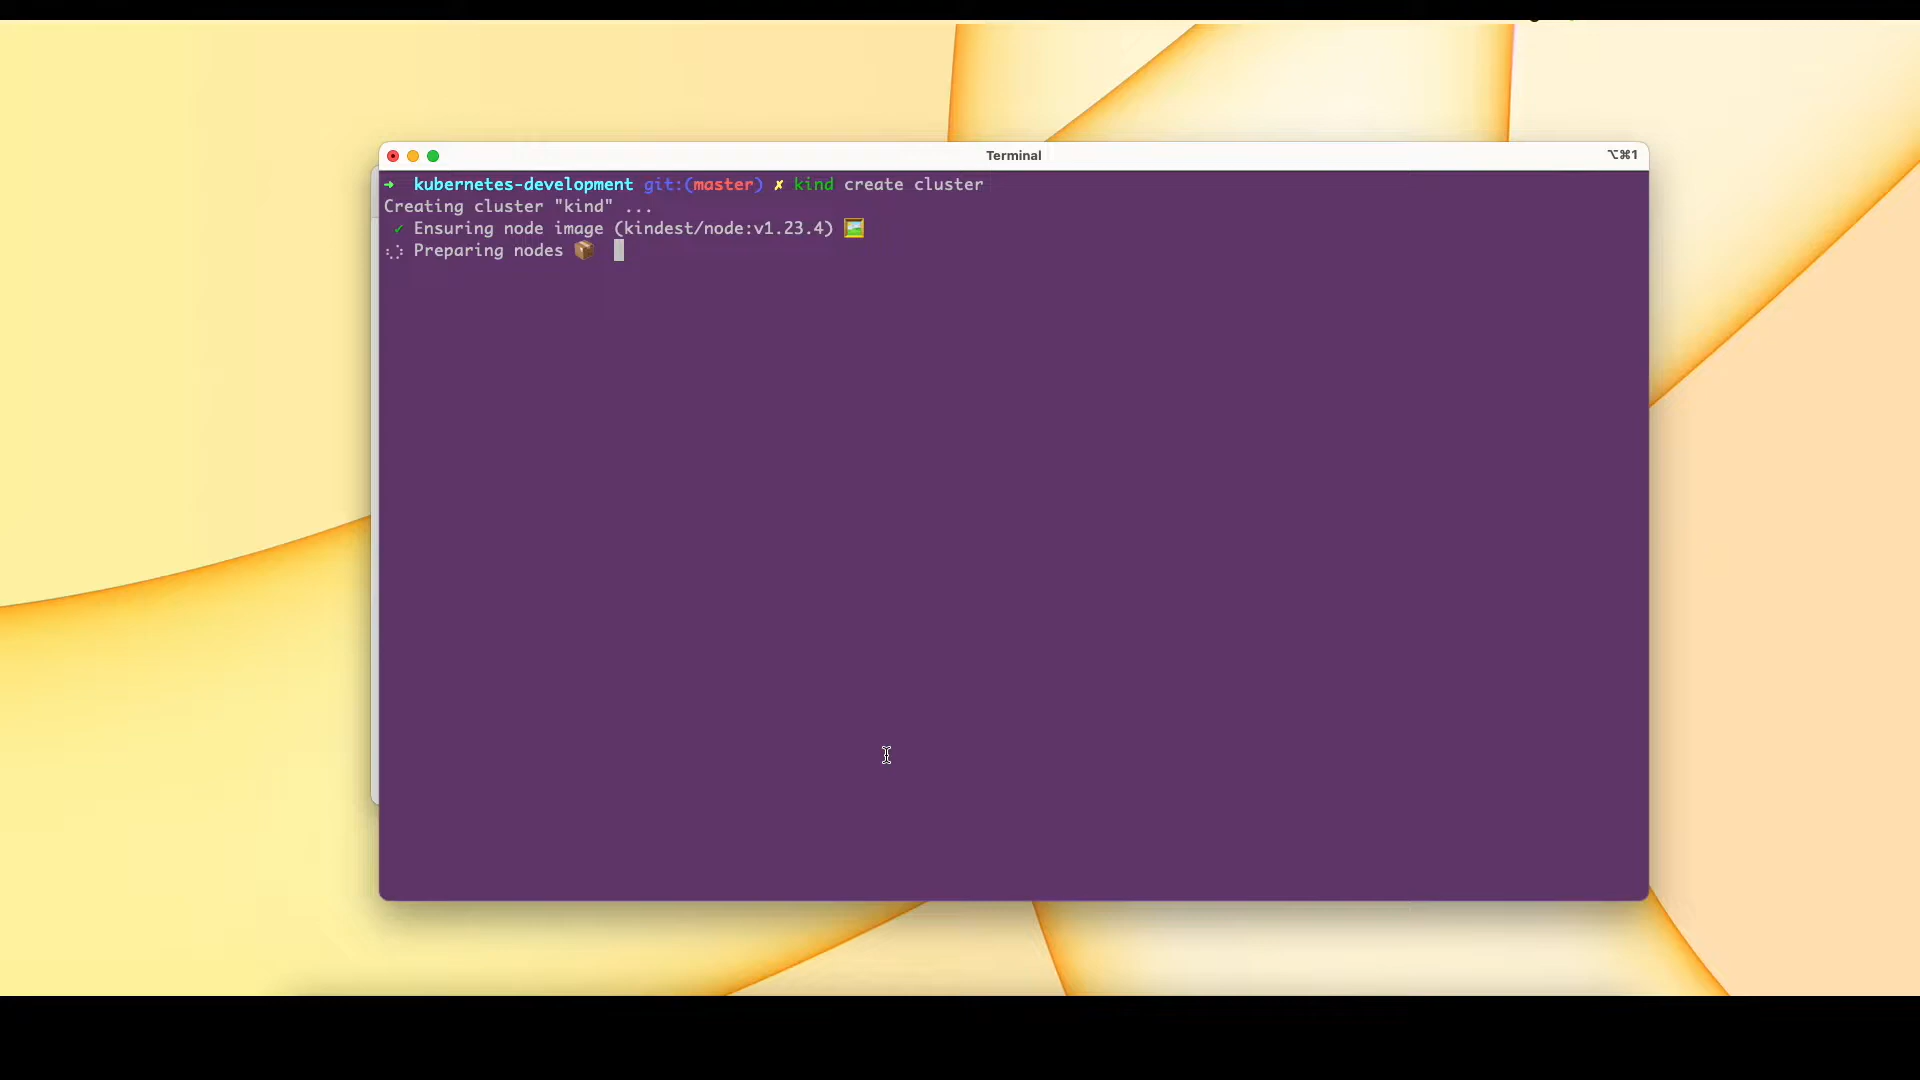 Terminal
⌥⌘1
➜ kubernetes-development git:(master) ✗ kind create cluster
Creating cluster "kind" ...
✓ Ensuring node image (kindest/node:v1.23.4) 🖼
Preparing nodes 📦